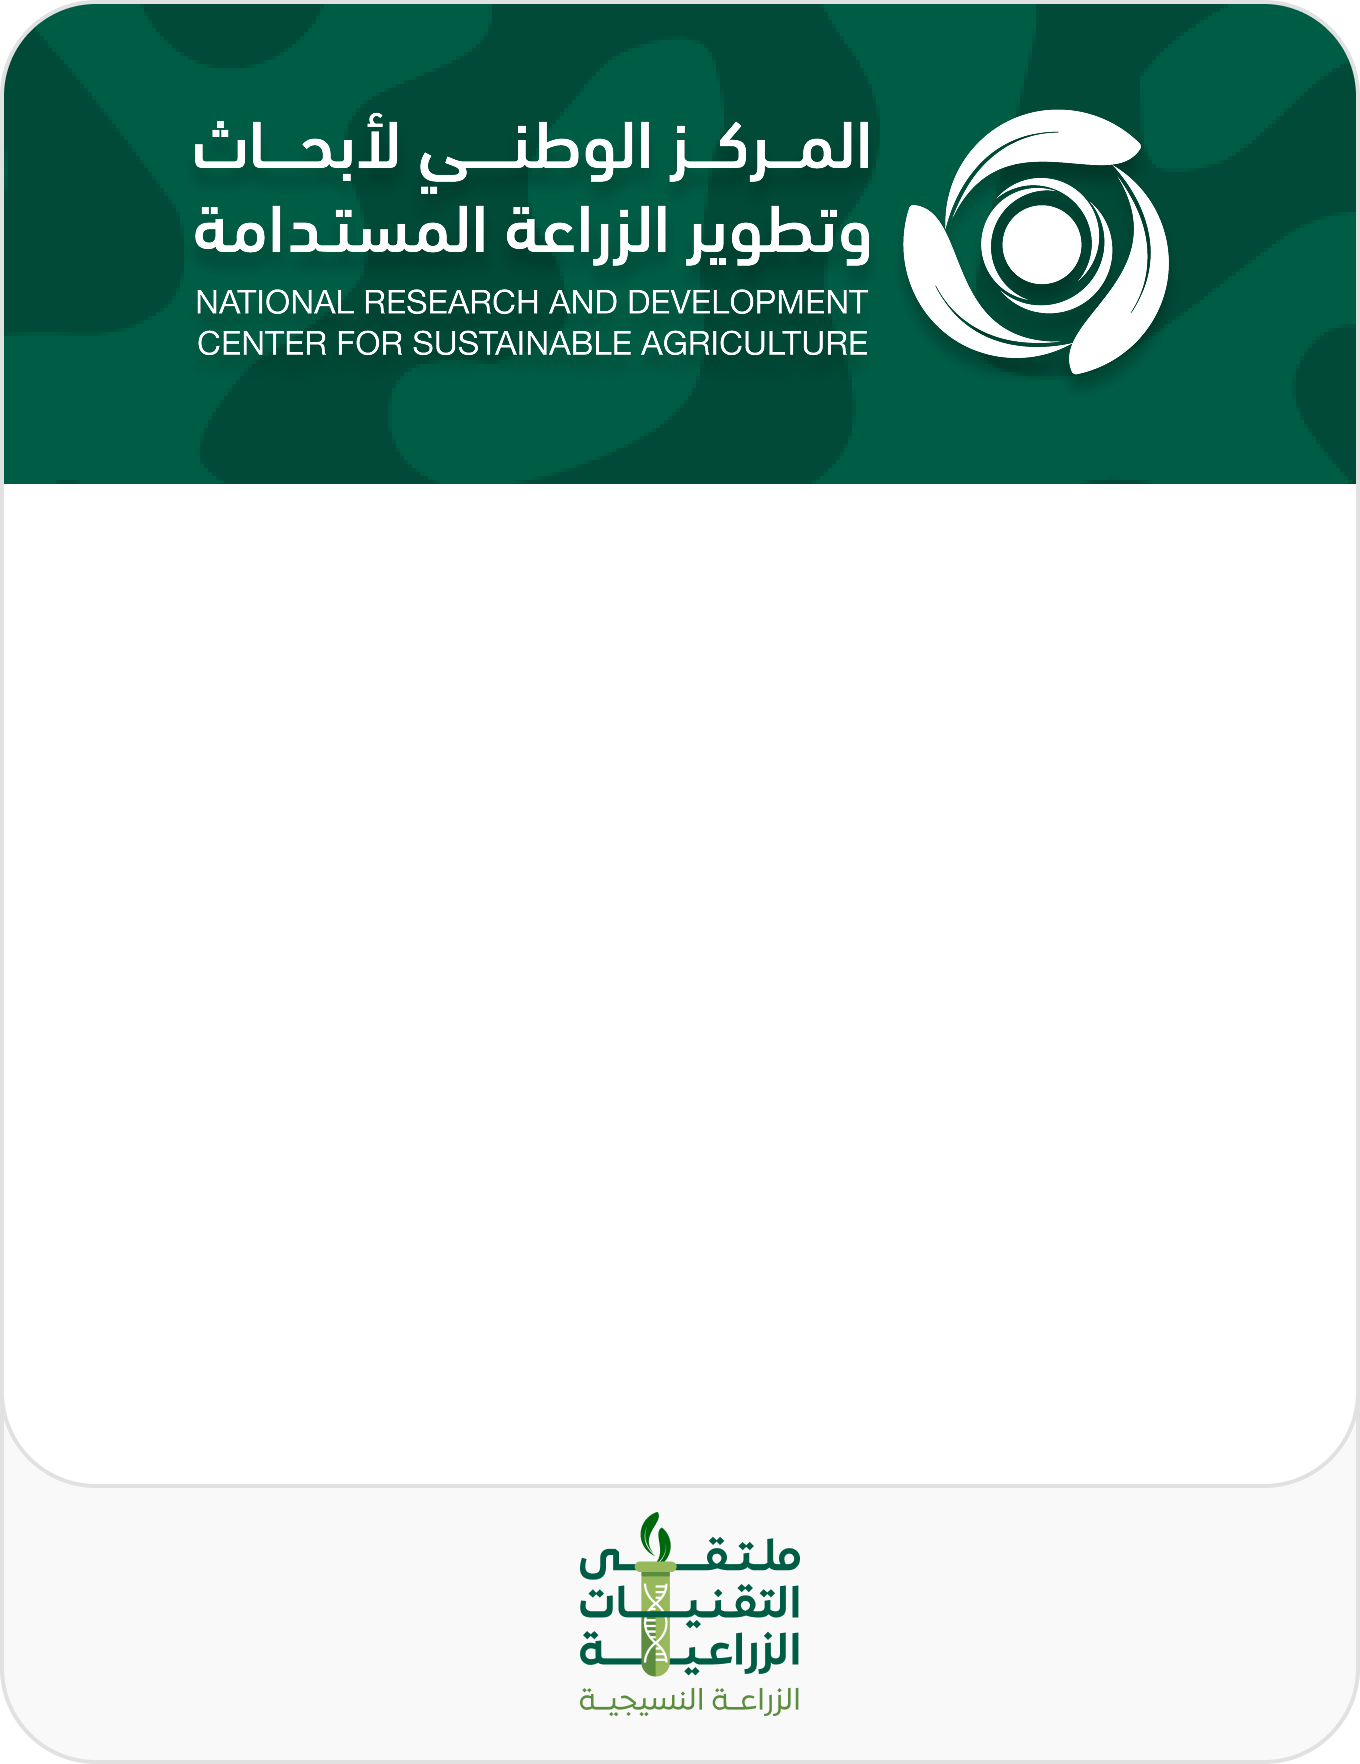 المركز الوطني لأبحاث
وتطوير الزراعة المستدامة
NATIONAL RESEARCH AND DEVELOPMENT
CENTER FOR SUSTAINABLE AGRICULTURE
ملتقى
التقنيات
الزراعية
الزراعة النسيجية